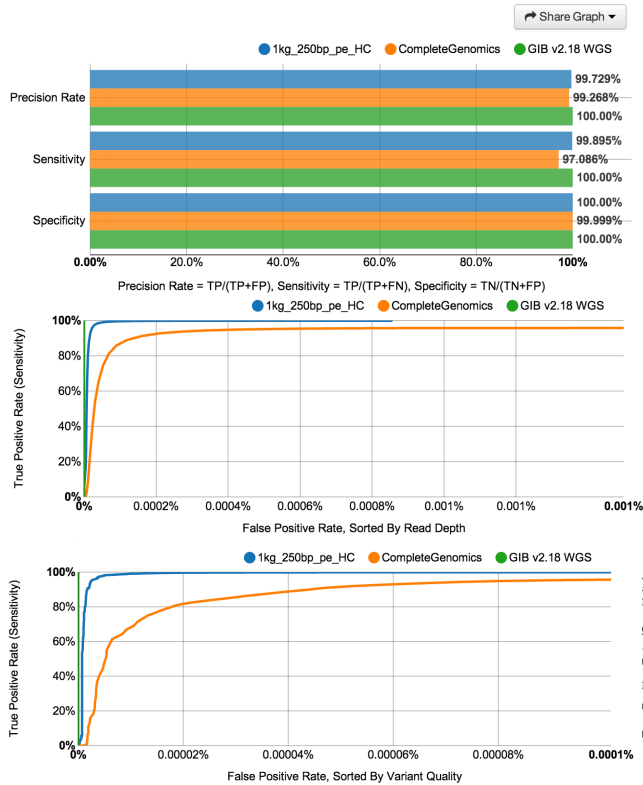 Share Graph
1kg_250bp_pe_HC CompleteGenomics GIB v2.18 WGS
Precision Rate 99.729%
99.268%
100.00%
Sensitivity 99.895%
97.086%
100.00%
Specificity 100.00%
99.999%
100.00%
0.00% 20.0% 40.0% 60.0% 80.0% 100%
Precision Rate = TP/(TP+FP), Sensitivity = TP/(TP+FN), Specificity = TN/(TN+FP)
1kg_250bp_pe_HC CompleteGenomics GIB v2.18 WGS
True Positive Rate (Sensitivity)
100%
80%
60%
40%
20%
0%
0% 0.0002% 0.0004% 0.0006% 0.0008% 0.001% 0.001% 0.001%
False Positive Rate, Sorted By Read Depth
1kg_250bp_pe_HC CompleteGenomics GIB v2.18 WGS
True Positive Rate (Sensitivity)
100%
80%
60%
40%
20%
0%
0% 0.00002% 0.00004% 0.00006% 0.00008% 0.0001%
False Positive Rate, Sorted By Variant Quality